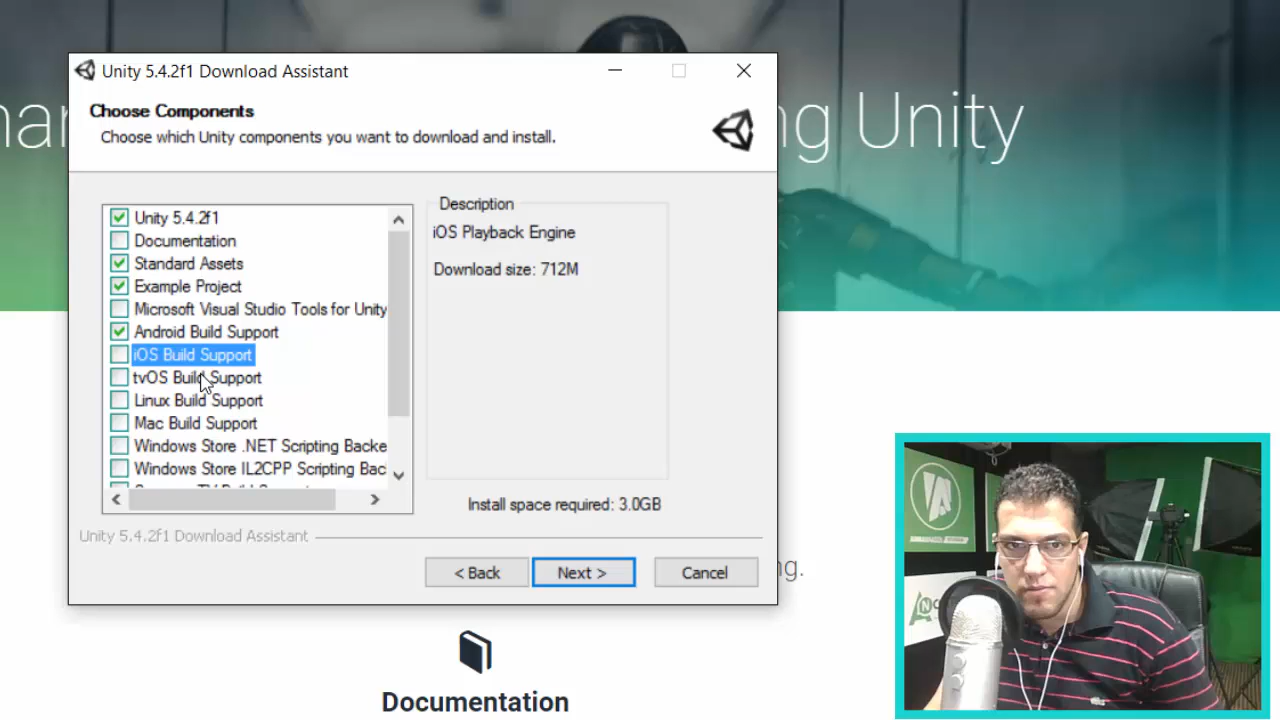 Unity 5.4.2f1 Download Assistant
Choose Components
Choose which Unity components you want to download and install.
ng Unity
Unity 5.4.2f1
Documentation
Standard Assets
Example Project
Microsoft Visual Studio Tools for Unity
Android Build Support
iOS Build Support
tvOS Build Support
Linux Build Support
Mac Build Support
Windows Store .NET Scripting Backe
Windows Store IL2CPP Scripting Bac
Description
iOS Playback Engine
Download size: 712M
Install space required: 3.0GB
Unity 5.4.2f1 Download Assistant
< Back
Next >
Cancel
ng.
Documentation